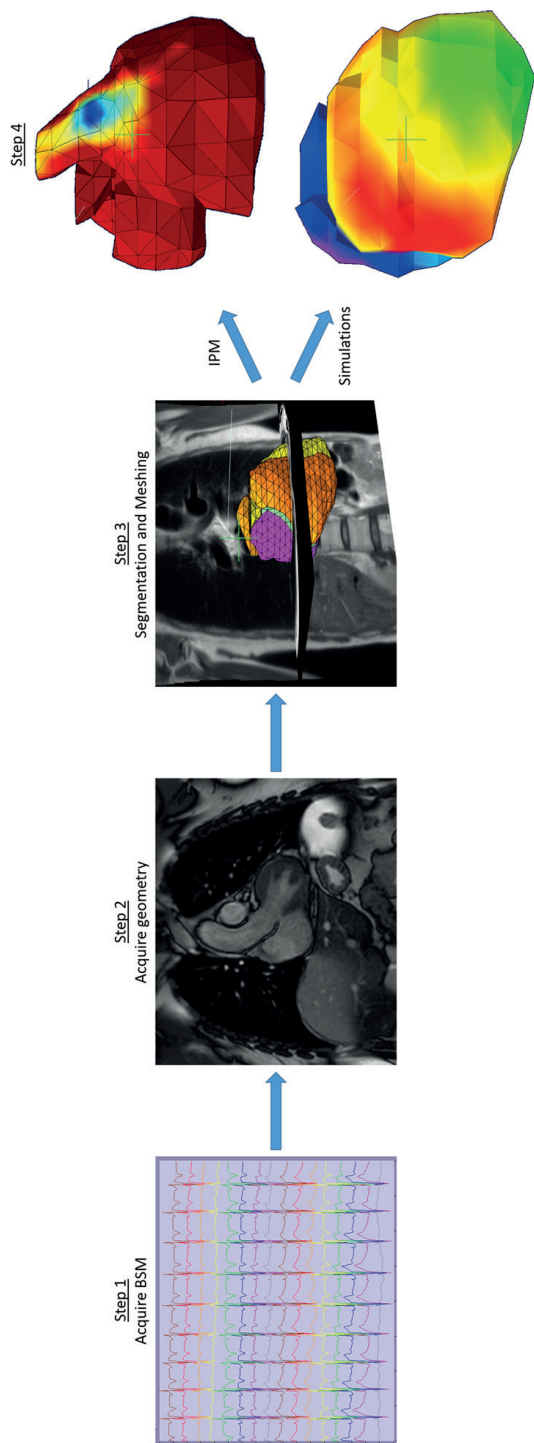 Step 1
Acquire BSM
Step 2
Acquire geometry
Step 3
Segmentation and Meshing
IPM
Simulations
Step 4